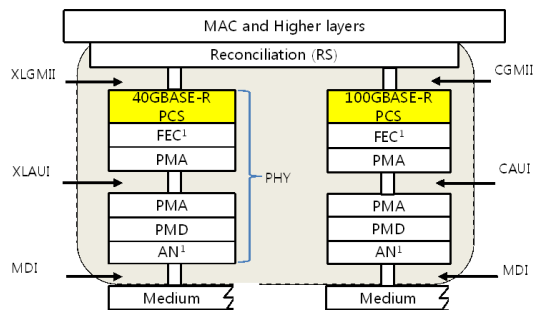 MAC and Higher layers
Reconciliation (RS)
XLGMII
CGMII
40GBASE-R
PCS
FEC¹
PMA
100GBASE-R
PCS
FEC¹
PMA
XLAUI
PHY
CAUI
PMA
PMD
AN¹
PMA
PMD
AN¹
MDI
MDI
Medium
Medium